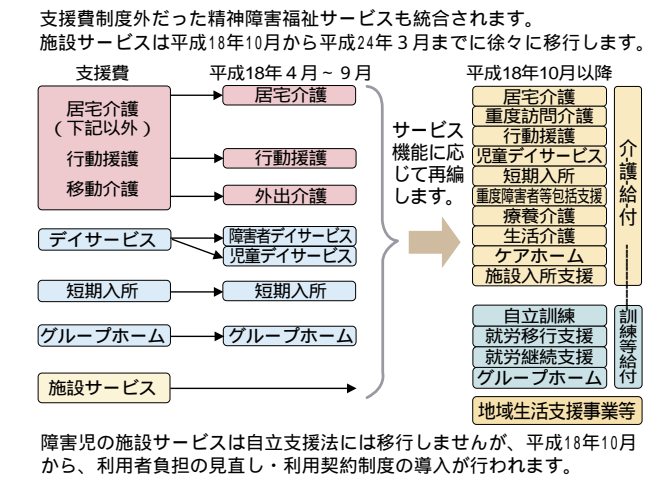 支援費制度外だった精神障害福祉サービスも統合されます。
施設サービスは平成18年10月から平成24年３月までに徐々に移行します。
支援費
居宅介護
（下記以外）
行動援護
移動介護
デイサービス
短期入所
グループホーム
施設サービス
平成18年４月～９月
居宅介護
行動援護
外出介護
障害者デイサービス
児童デイサービス
短期入所
グループホーム
サービス
機能に応
じて再編
します。
平成18年10月以降
居宅介護
重度訪問介護
行動援護
児童デイサービス
短期入所
重度障害者等包括支援
療養介護
生活介護
ケアホーム
施設入所支援
介護給付
自立訓練
就労移行支援
就労継続支援
グループホーム
訓練等給付
地域生活支援事業等
障害児の施設サービスは自立支援法には移行しませんが、平成18年10月
から、利用者負担の見直し・利用契約制度の導入が行われます。